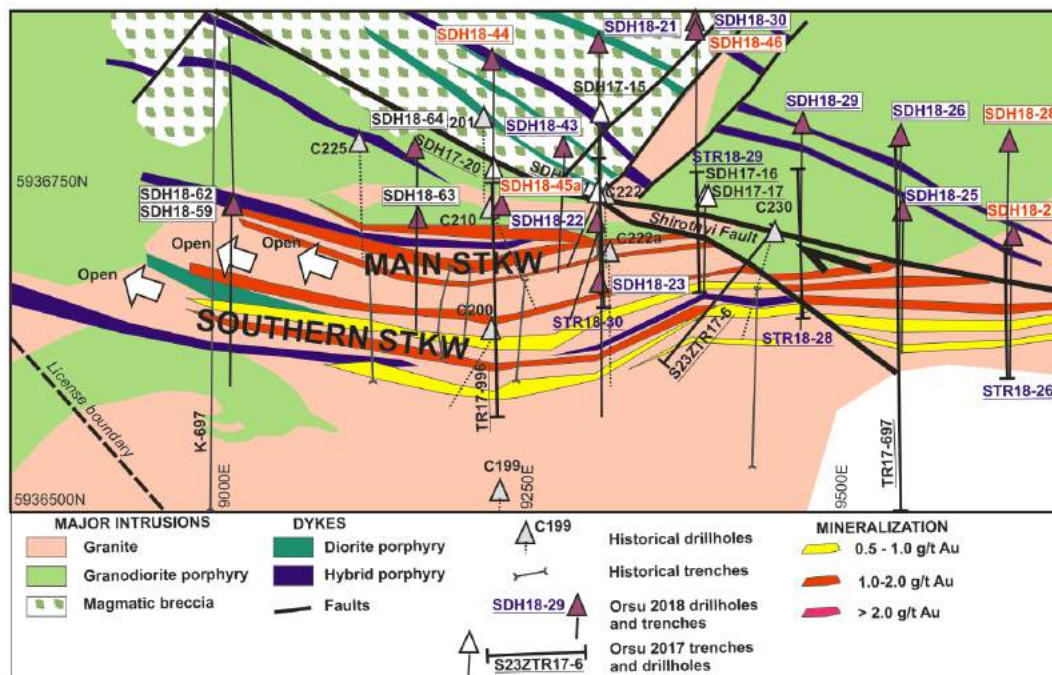 SDH18-44
SDH18-21
SDH18-30
SDH18-46
SDH17-15
SDH18-64
201
SDH18-43
SDH18-29
SDH18-26
SDH18-28
C225
SDH17-20
STR18-29
SDH17-16
SDH17-17
5936750N
SDH18-62
SDH18-59
SDH18-63
SDH18-45a
C222
C210
SDH18-22
C230
SDH18-25
Shirotnyi Fault
C222a
Open
Open
MAIN STKW
Open
SDH18-23
C200
SOUTHERN STKW
STR18-30
S23ZTR17-6
STR18-28
STR18-26
License boundary
K-697
TR17-996
TR17-697
C199
9000E
9250E
9500E
5936500N
MAJOR INTRUSIONS
Granite
Granodiorite porphyry
Magmatic breccia
DYKES
Diorite porphyry
Hybrid porphyry
Faults
C199
Historical drillholes
Historical trenches
SDH18-29
Orsu 2018 drillholes
and trenches
S23ZTR17-6
Orsu 2017 trenches
and drillholes
MINERALIZATION
0.5 - 1.0 g/t Au
1.0-2.0 g/t Au
> 2.0 g/t Au